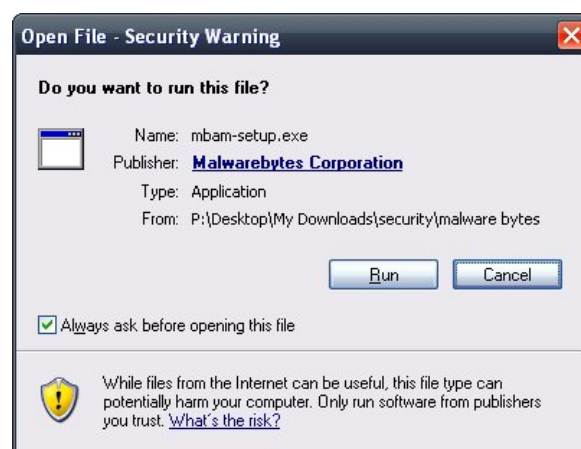 Open File - Security Warning
Do you want to run this file?
Name: mbam-setup.exe
Publisher: Malwarebytes Corporation
Type: Application
From: P:\Desktop\My Downloads\security\malware bytes
Run Cancel
Always ask before opening this file
While files from the Internet can be useful, this file type can
potentially harm your computer. Only run software from publishers
you trust. What's the risk?